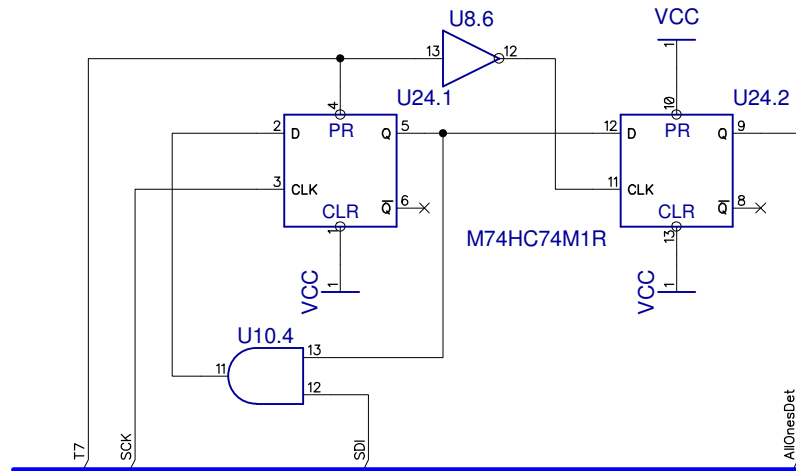 U8.6
VCC
1
13
12
U24.1
U24.2
4
10
2
D
PR
Q
5
12
D
PR
Q
9
3
CLK
11
CLK
CLR
Q
6
CLR
Q
8
1
M74HC74M1R
13
VCC
1
VCC
1
U10.4
13
11
12
T7
SCK
SDI
AllOnesDet